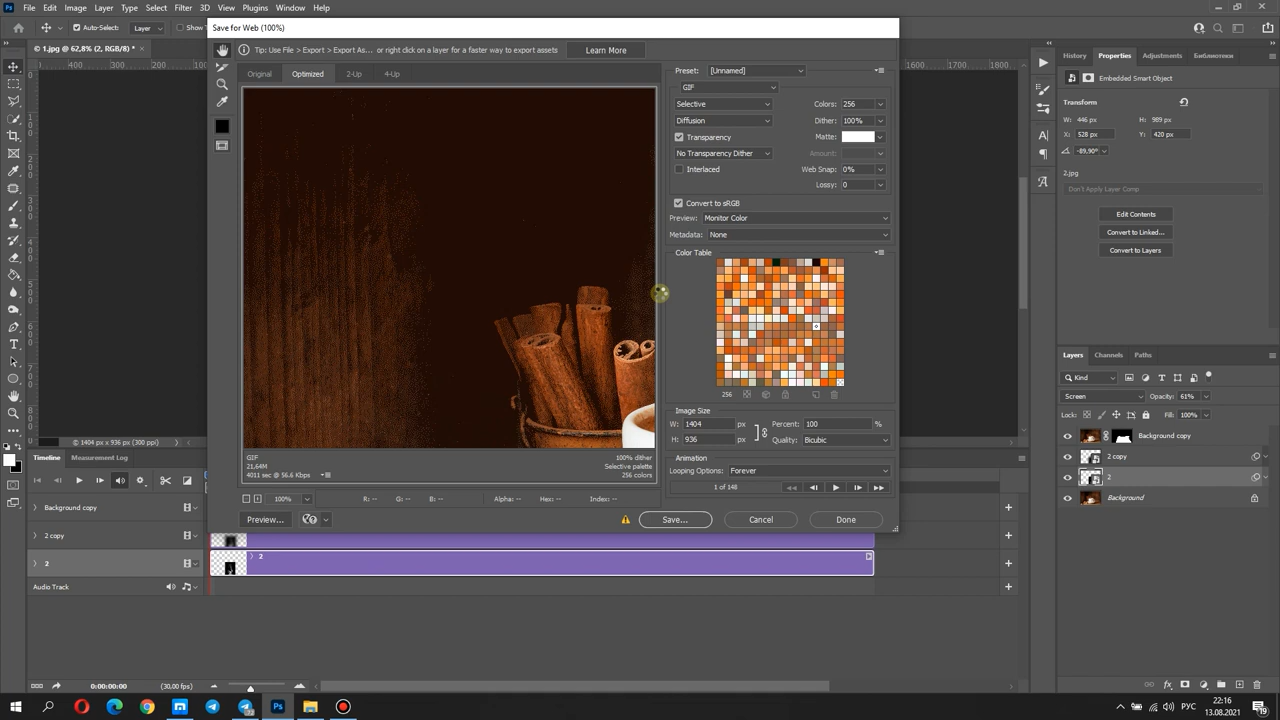 Ps File Edit Image Layer Type Select Filter 3D View Plugins Window Help
Auto-Select: Layer
© 1.jpg @ 62,8% (2, RGB/8) *
Save for Web (100%)
Tip: Use File > Export > Export As... or right click on a layer for a faster way to export assets
Learn More
Original Optimized 2-Up 4-Up
Preset: [Unnamed]
GIF
Selective
Colors: 256
Diffusion
Dither: 100%
Transparency
Matte:
No Transparency Dither
Amount:
Interlaced
Web Snap: 0%
Lossy: 0
Convert to sRGB
Preview: Monitor Color
Metadata: None
Color Table
256
Image Size
W: 1404 px
Percent: 100 %
H: 936 px
Quality: Bicubic
Animation
Looping Options: Forever
1 of 148
GIF
21,64M
4011 sec @ 56.6 Kbps
100% dither
Selective palette
256 colors
100%
R: --
G: --
B: --
Alpha: --
Hex: --
Index: --
Preview...
Save...
Cancel
Done
History Properties Adjustments Библиотеки
Embedded Smart Object
Transform
W: 446 px
H: 989 px
X: 528 px
Y: 420 px
-89,90°
2.jpg
Don't Apply Layer Comp
Edit Contents
Convert to Linked...
Convert to Layers
Layers Channels Paths
Kind
Screen
Opacity: 61%
Lock:
Fill: 100%
Background copy
2 copy
2
Background
1404 px x 936 px (300 ppi)
Timeline Measurement Log
Background copy
2 copy
2
2
Audio Track
0:00:00:00
(30,00 fps)
РУС
22:16
13.08.2021